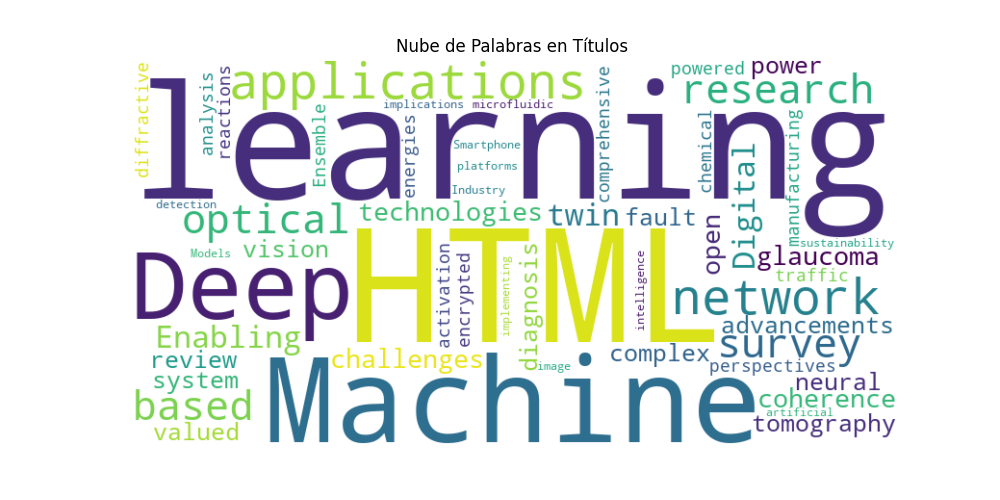 Nube de Palabras en Títulos
diffractive
analysis
reactions
applications
Ensemble
implications
microfluidic
energies
Smartphone
platforms
Industry
comprehensive
powered
power
research
chemical
manufacturing
learning
detection
optical
technologies
twin
fault
open
Digital
sustainability
Models
vision
glaucoma
traffic
Deep
HTML
activation
encrypted
implementing
diagnosis
intelligence
network
Enabling
advancements
review
challenges
image
complex
survey
perspectives
system
neural
based
Machine
coherence
artificial
valued
tomography